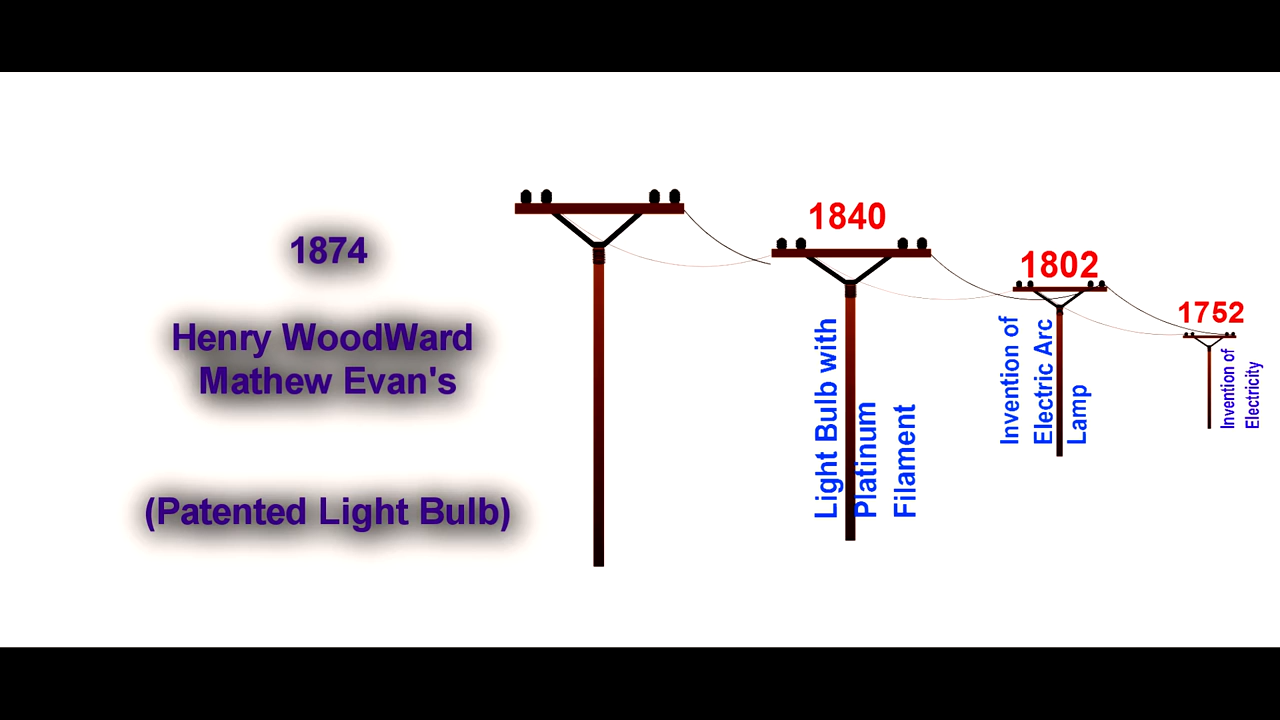 1874
Henry WoodWard
Mathew Evan's
(Patented Light Bulb)
1840
Light Bulb with
Platinum
Filament
1802
Invention of
Electric Arc
Lamp
1752
Invention of
Electricity